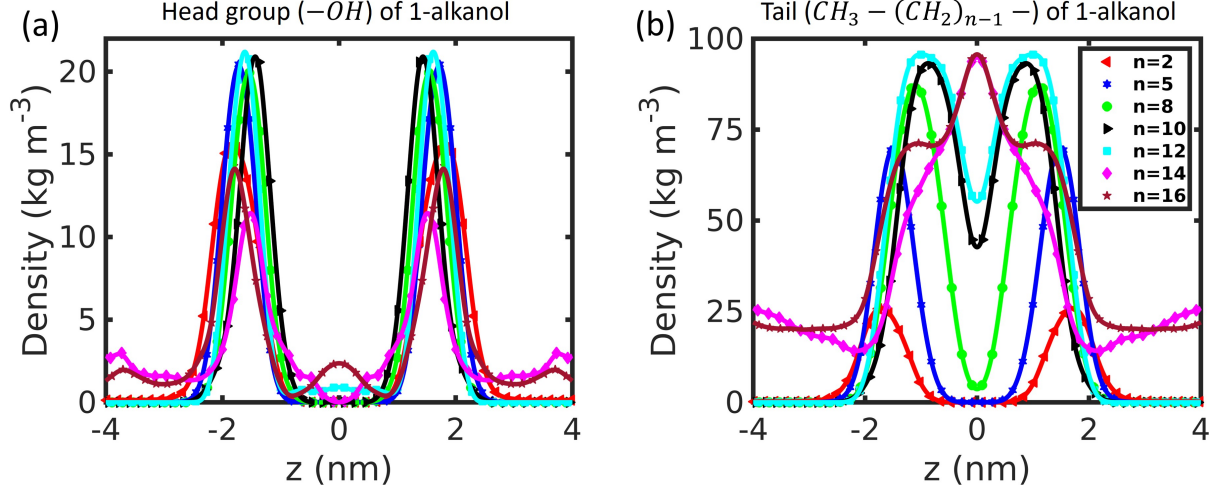 Head group (−OH) of 1-alkanol
(a)
20
15
10
5
0
Density (kg m⁻³)
-4 -2 0 2 4
z (nm)
Tail (CH₃ − (CH₂)ₙ₋₁ −) of 1-alkanol
(b)
100
75
50
25
0
Density (kg m⁻³)
-4 -2 0 2 4
z (nm)
n=2
n=5
n=8
n=10
n=12
n=14
n=16